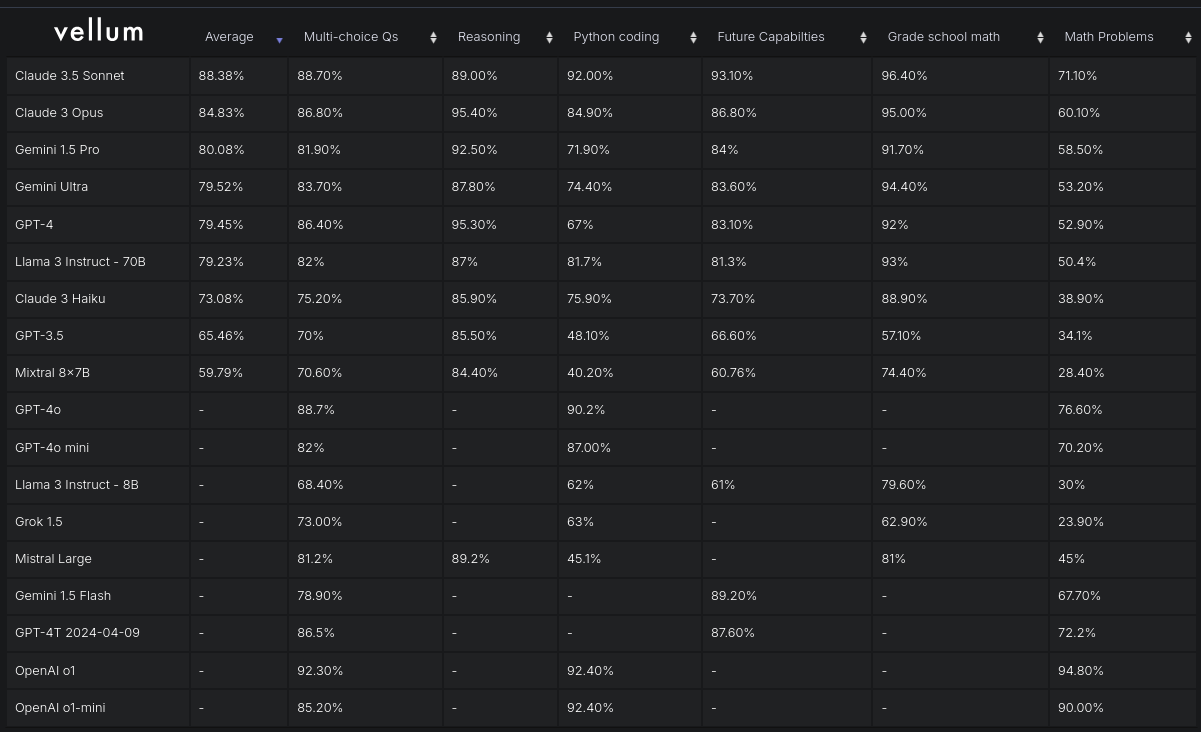 vellum Average Multi-choice Qs Reasoning Python coding Future Capabilties Grade school math Math Problems
Claude 3.5 Sonnet 88.38% 88.70% 89.00% 92.00% 93.10% 96.40% 71.10%
Claude 3 Opus 84.83% 86.80% 95.40% 84.90% 86.80% 95.00% 60.10%
Gemini 1.5 Pro 80.08% 81.90% 92.50% 71.90% 84% 91.70% 58.50%
Gemini Ultra 79.52% 83.70% 87.80% 74.40% 83.60% 94.40% 53.20%
GPT-4 79.45% 86.40% 95.30% 67% 83.10% 92% 52.90%
Llama 3 Instruct - 70B 79.23% 82% 87% 81.7% 81.3% 93% 50.4%
Claude 3 Haiku 73.08% 75.20% 85.90% 75.90% 73.70% 88.90% 38.90%
GPT-3.5 65.46% 70% 85.50% 48.10% 66.60% 57.10% 34.1%
Mixtral 8x7B 59.79% 70.60% 84.40% 40.20% 60.76% 74.40% 28.40%
GPT-4o - 88.7% - 90.2% - - 76.60%
GPT-4o mini - 82% - 87.00% - - 70.20%
Llama 3 Instruct - 8B - 68.40% - 62% 61% 79.60% 30%
Grok 1.5 - 73.00% - 63% - 62.90% 23.90%
Mistral Large - 81.2% 89.2% 45.1% - 81% 45%
Gemini 1.5 Flash - 78.90% - - 89.20% - 67.70%
GPT-4T 2024-04-09 - 86.5% - - 87.60% - 72.2%
OpenAI o1 - 92.30% - 92.40% - - 94.80%
OpenAI o1-mini - 85.20% - 92.40% - - 90.00%